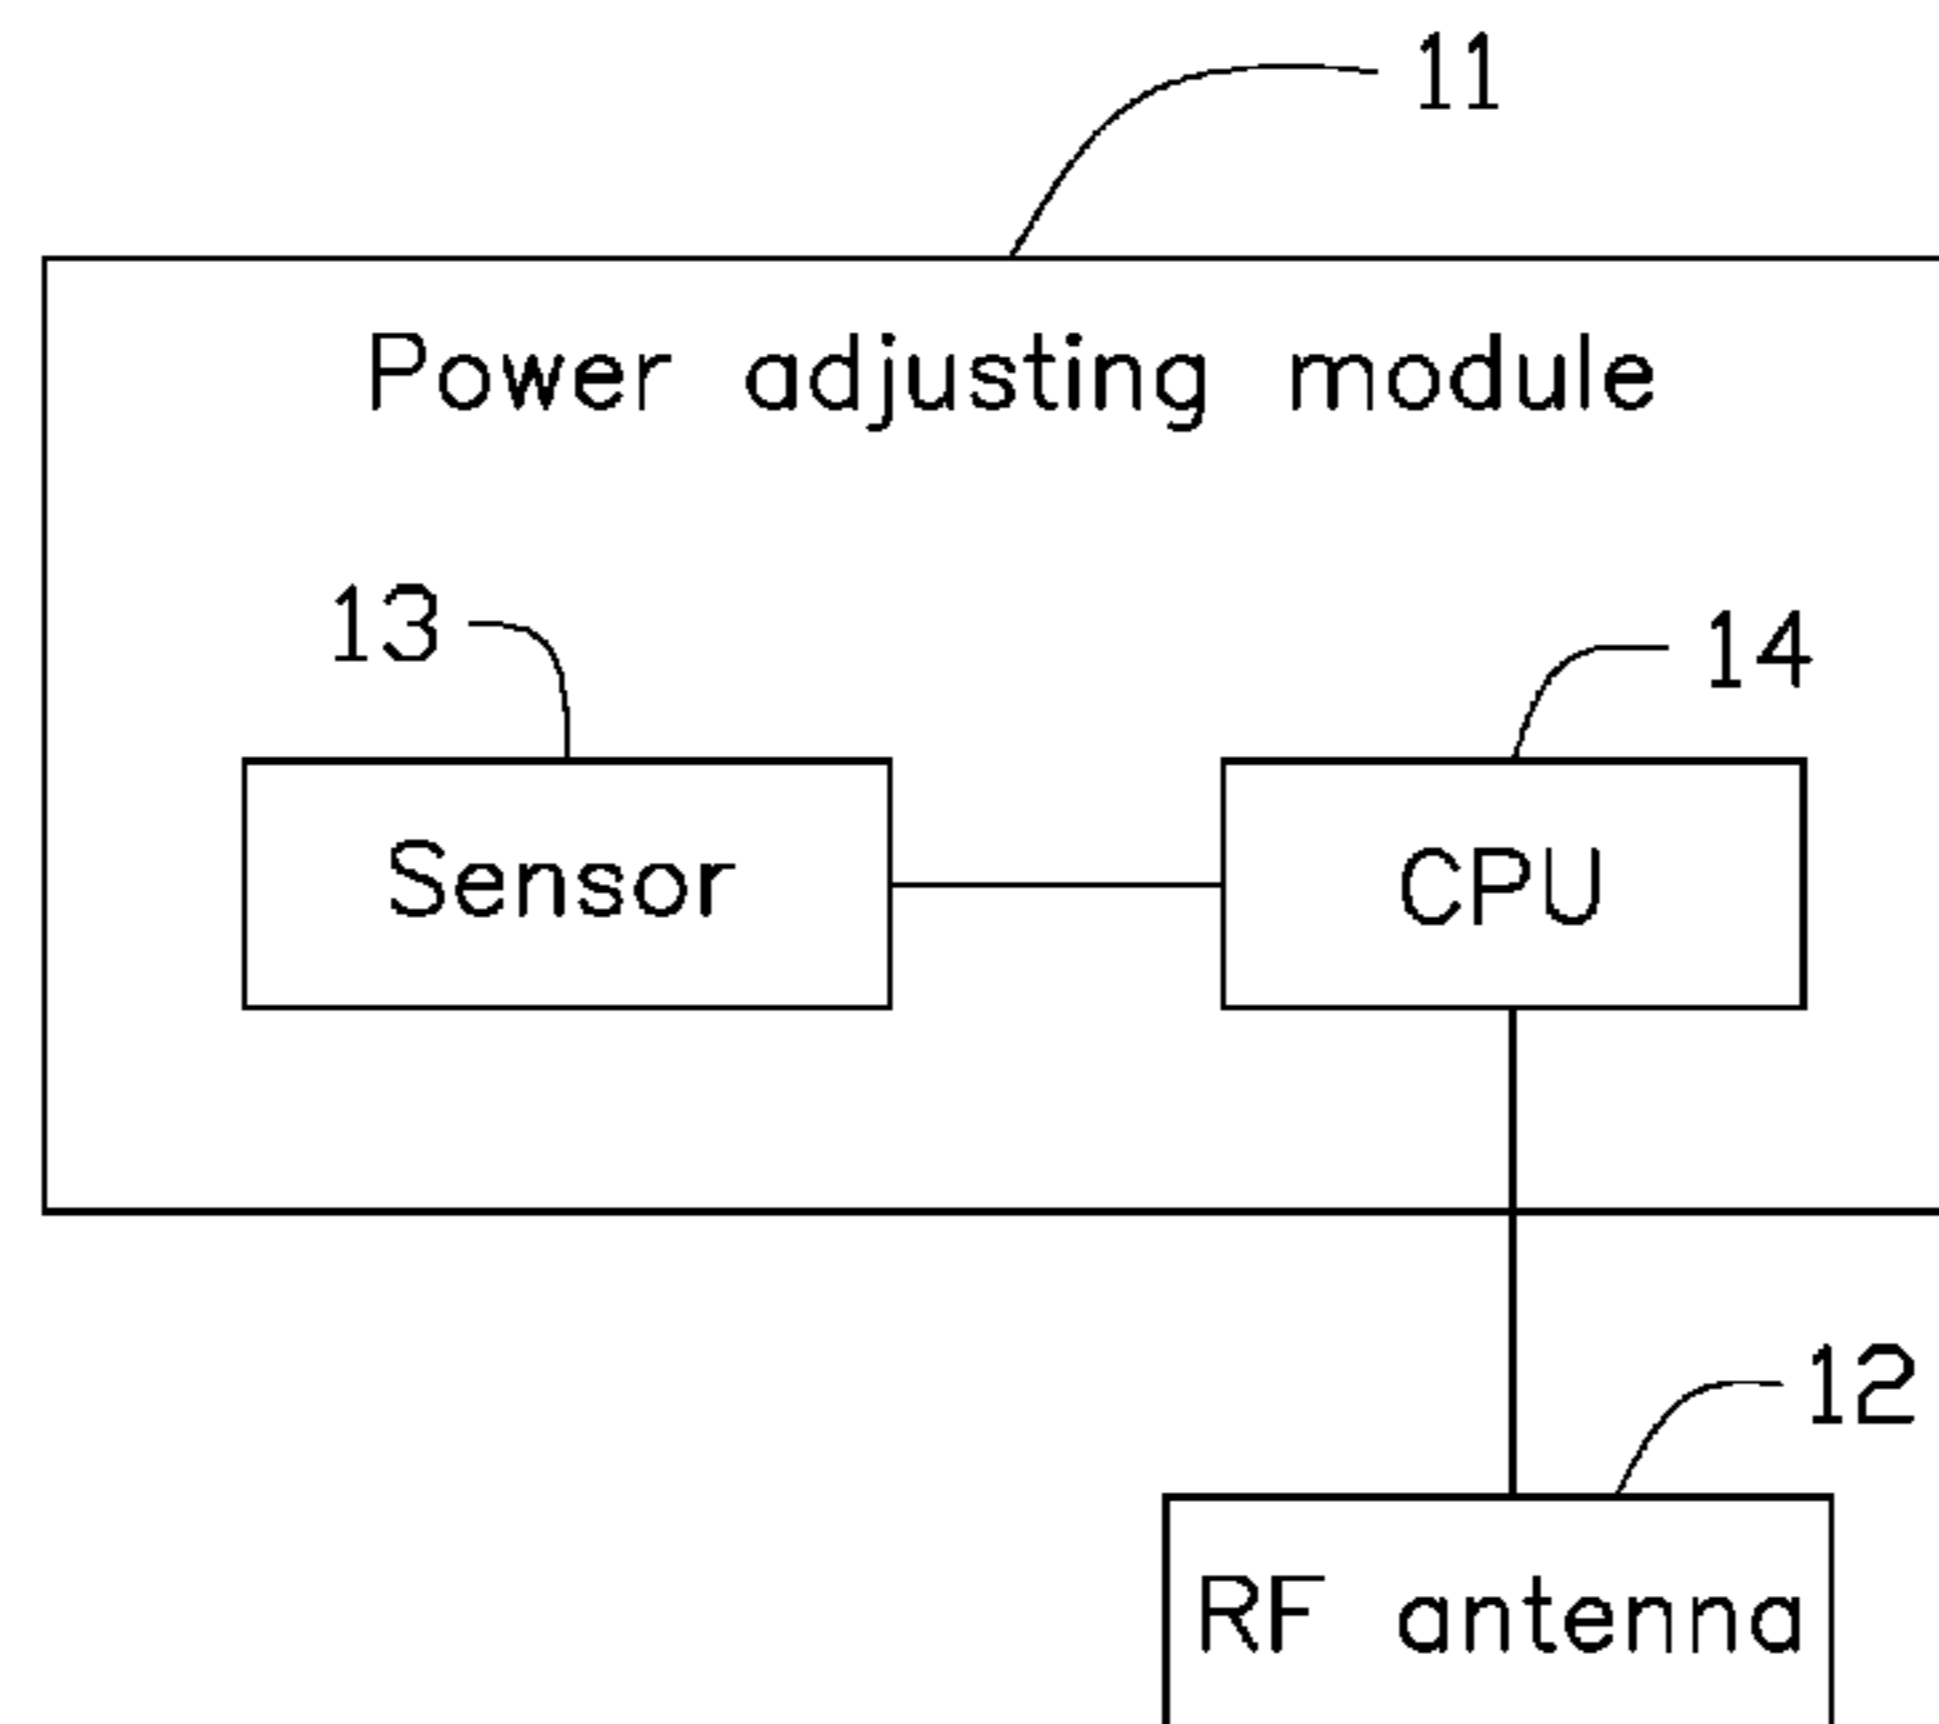 11
Power adjusting module
13
14
Sensor
CPU
12
RF antenna